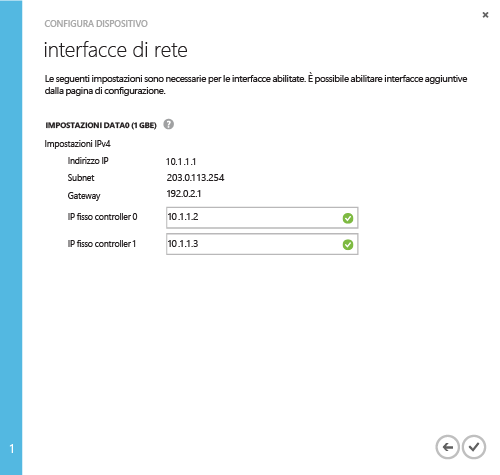 CONFIGURA DISPOSITIVO
interfacce di rete
Le seguenti impostazioni sono necessarie per le interfacce abilitate. È possibile abilitare interfacce aggiuntive
dalla pagina di configurazione.
IMPOSTAZIONI DATA0 (1 GBE) ?
Impostazioni IPv4
Indirizzo IP 10.1.1.1
Subnet 203.0.113.254
Gateway 192.0.2.1
IP fisso controller 0 10.1.1.2
IP fisso controller 1 10.1.1.3
1